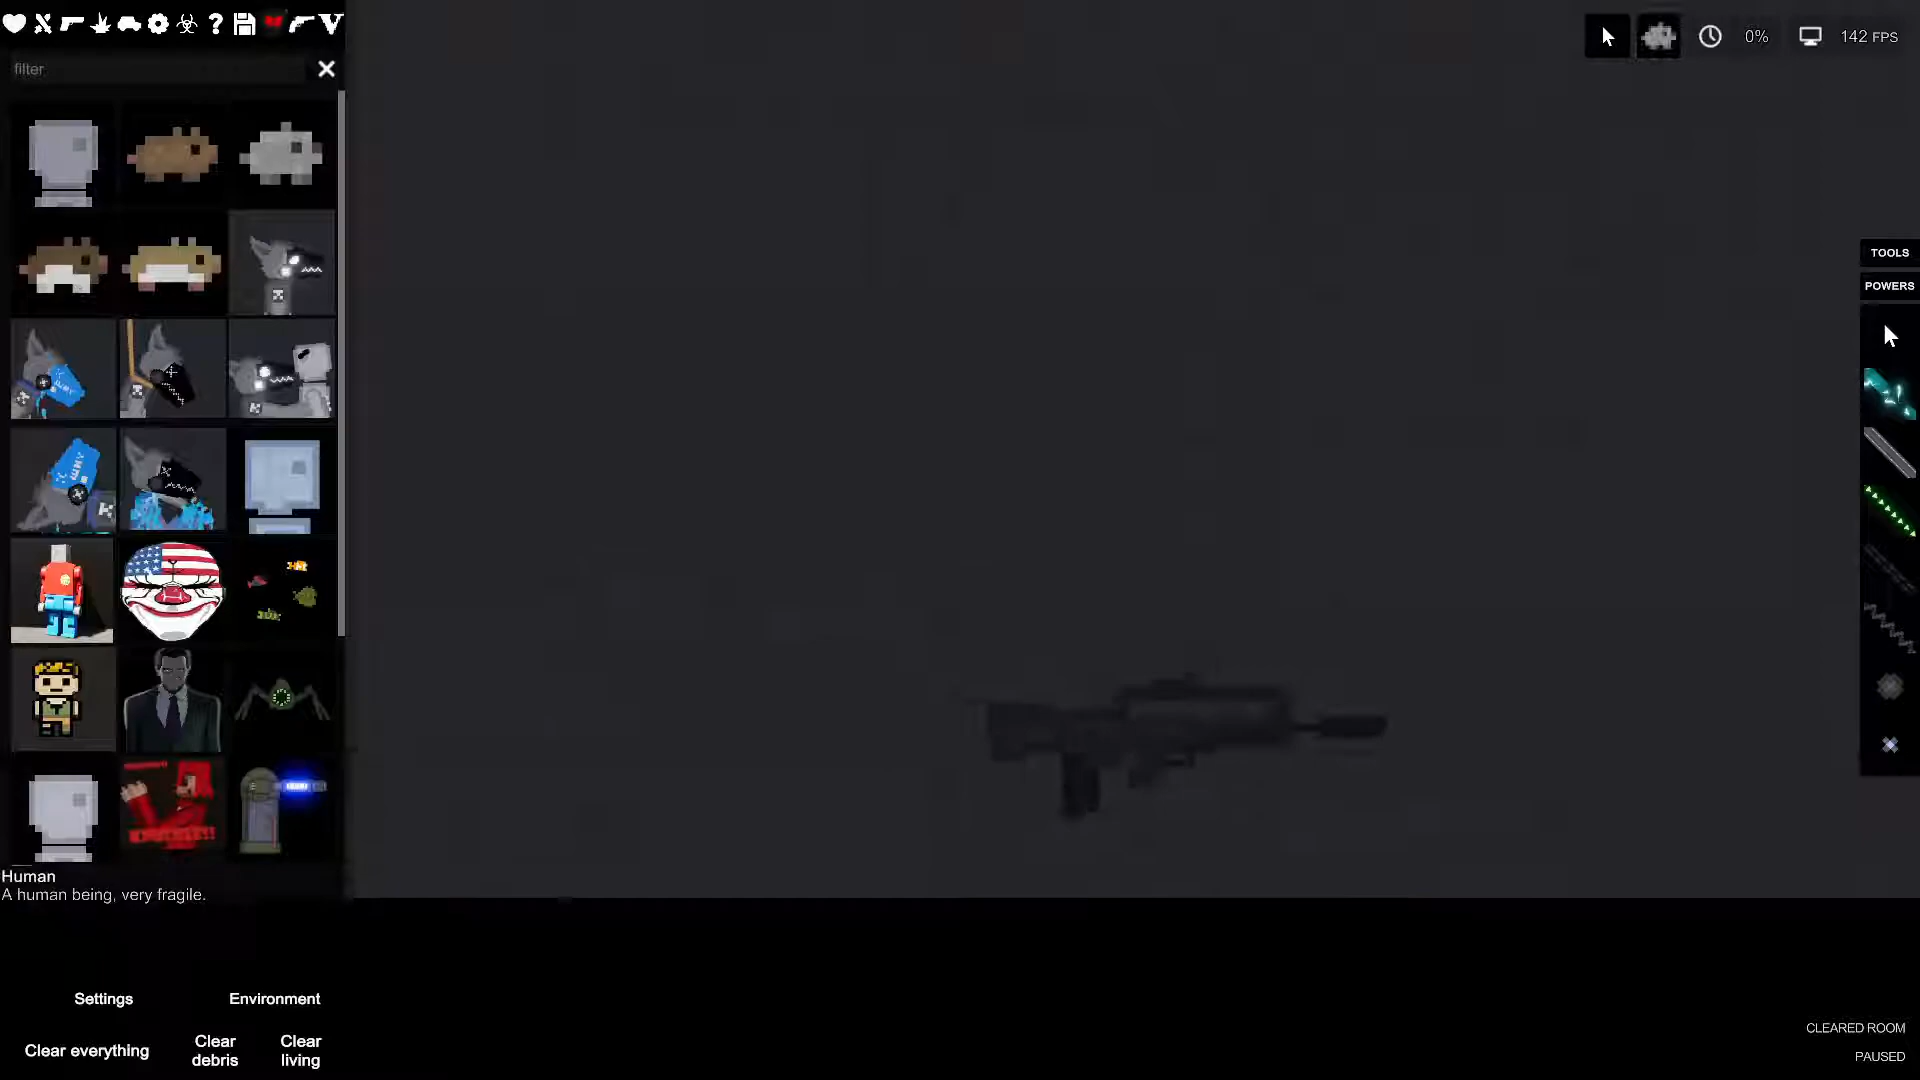 filter
0%
142 FPS
TOOLS
POWERS
Human
A human being, very fragile.
Settings
Environment
Clear everything
Clear
debris
Clear
living
CLEARED ROOM
PAUSED